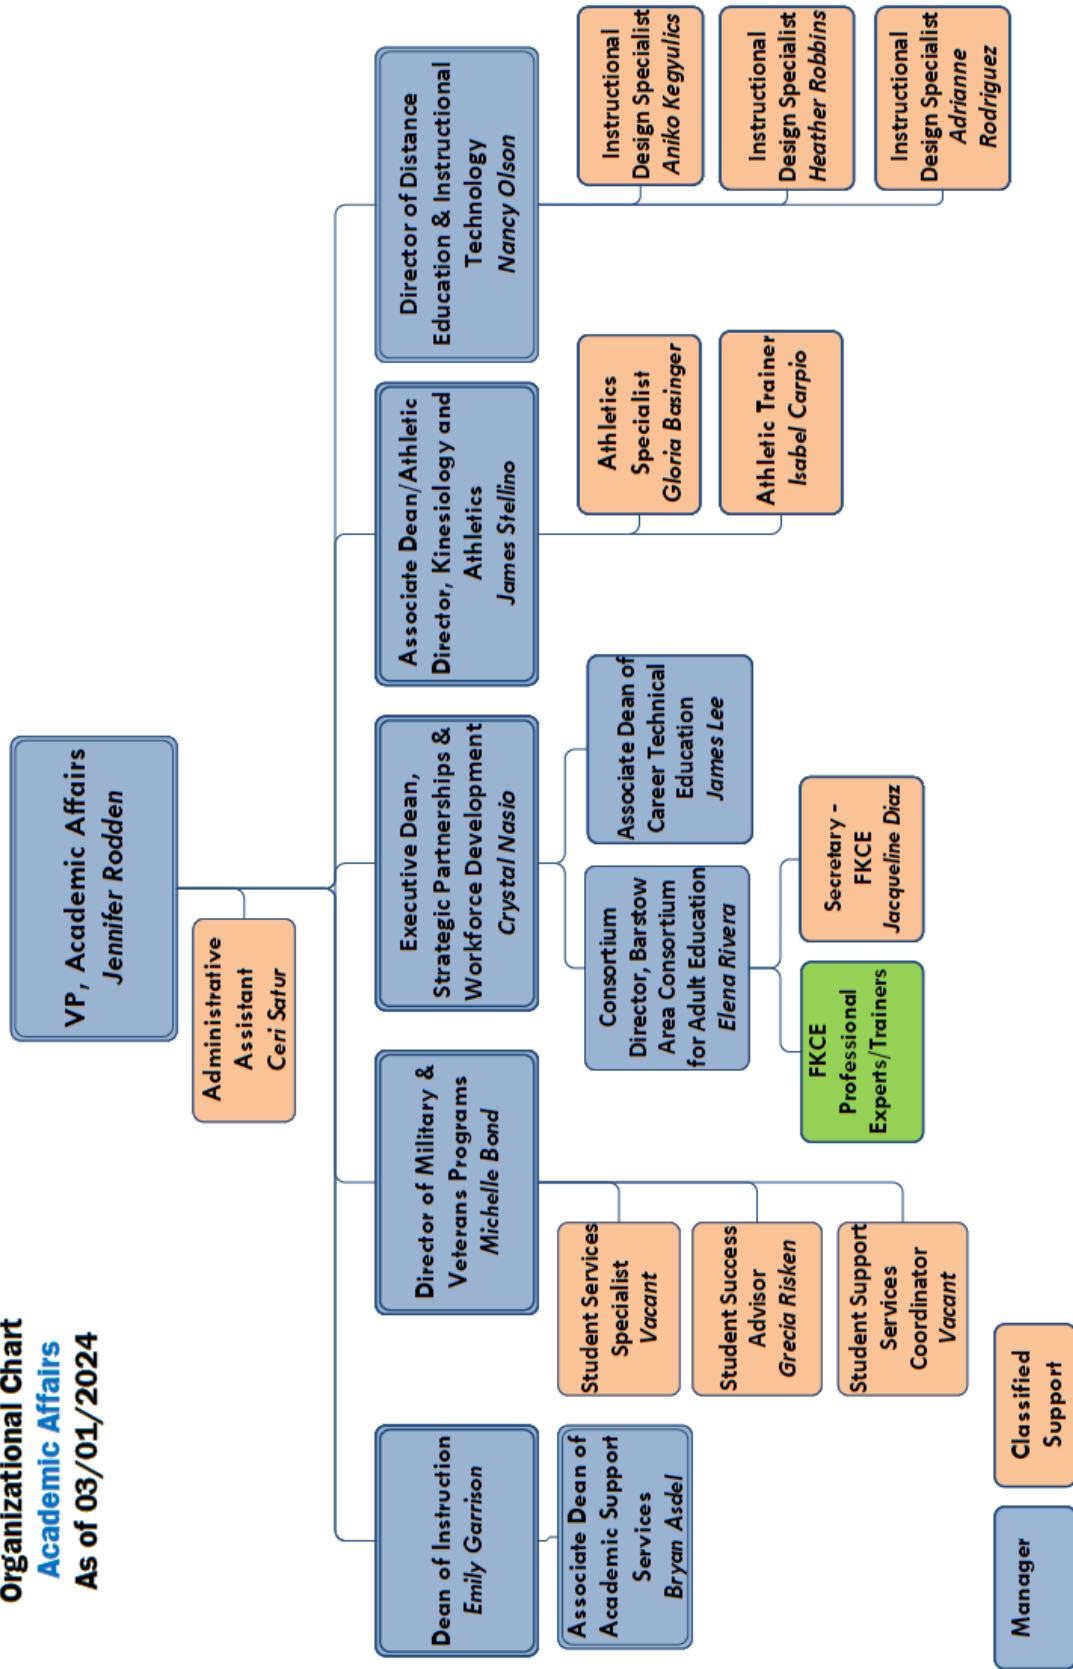 Organizational Chart
Academic Affairs
As of 03/01/2024
VP, Academic Affairs
Jennifer Rodden
Administrative
Assistant
Ceri Satur
Dean of Instruction
Emily Garrison
Associate Dean of
Academic Support
Services
Bryan Asdel
Director of Military &
Veterans Programs
Michelle Bond
Student Services
Specialist
Vacant
Student Success
Advisor
Grecia Risken
Student Support
Services
Coordinator
Vacant
Executive Dean,
Strategic Partnerships &
Workforce Development
Crystal Nasio
Consortium
Director, Barstow
Area Consortium
for Adult Education
Elena Rivera
FKCE
Professional
Experts/Trainers
Secretary -
FKCE
Jacqueline Diaz
Associate Dean of
Career Technical
Education
James Lee
Associate Dean/Athletic
Director, Kinesiology and
Athletics
James Stellino
Athletics
Specialist
Gloria Basinger
Athletic Trainer
Isabel Carpio
Director of Distance
Education & Instructional
Technology
Nancy Olson
Instructional
Design Specialist
Aniko Kegyulics
Instructional
Design Specialist
Heather Robbins
Instructional
Design Specialist
Adrianne
Rodriguez
Manager
Classified
Support